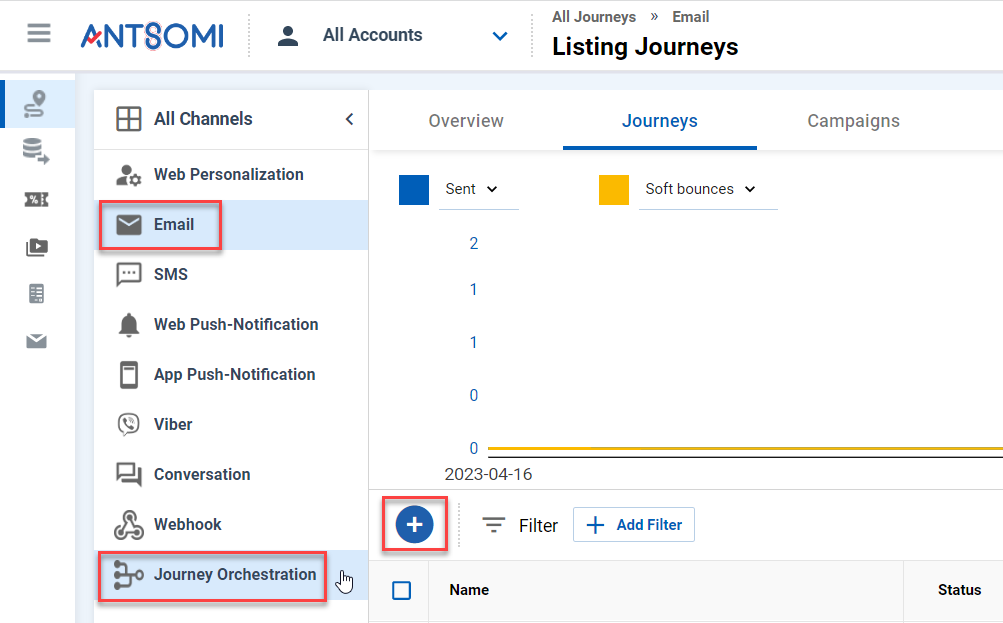 ANTSOMI
All Accounts
All Journeys » Email
Listing Journeys
All Channels
Web Personalization
Email
SMS
Web Push-Notification
App Push-Notification
Viber
Conversation
Webhook
Journey Orchestration
Overview
Journeys
Campaigns
Sent
Soft bounces
2
1
1
0
0
2023-04-16
Filter
Add Filter
Name
Status